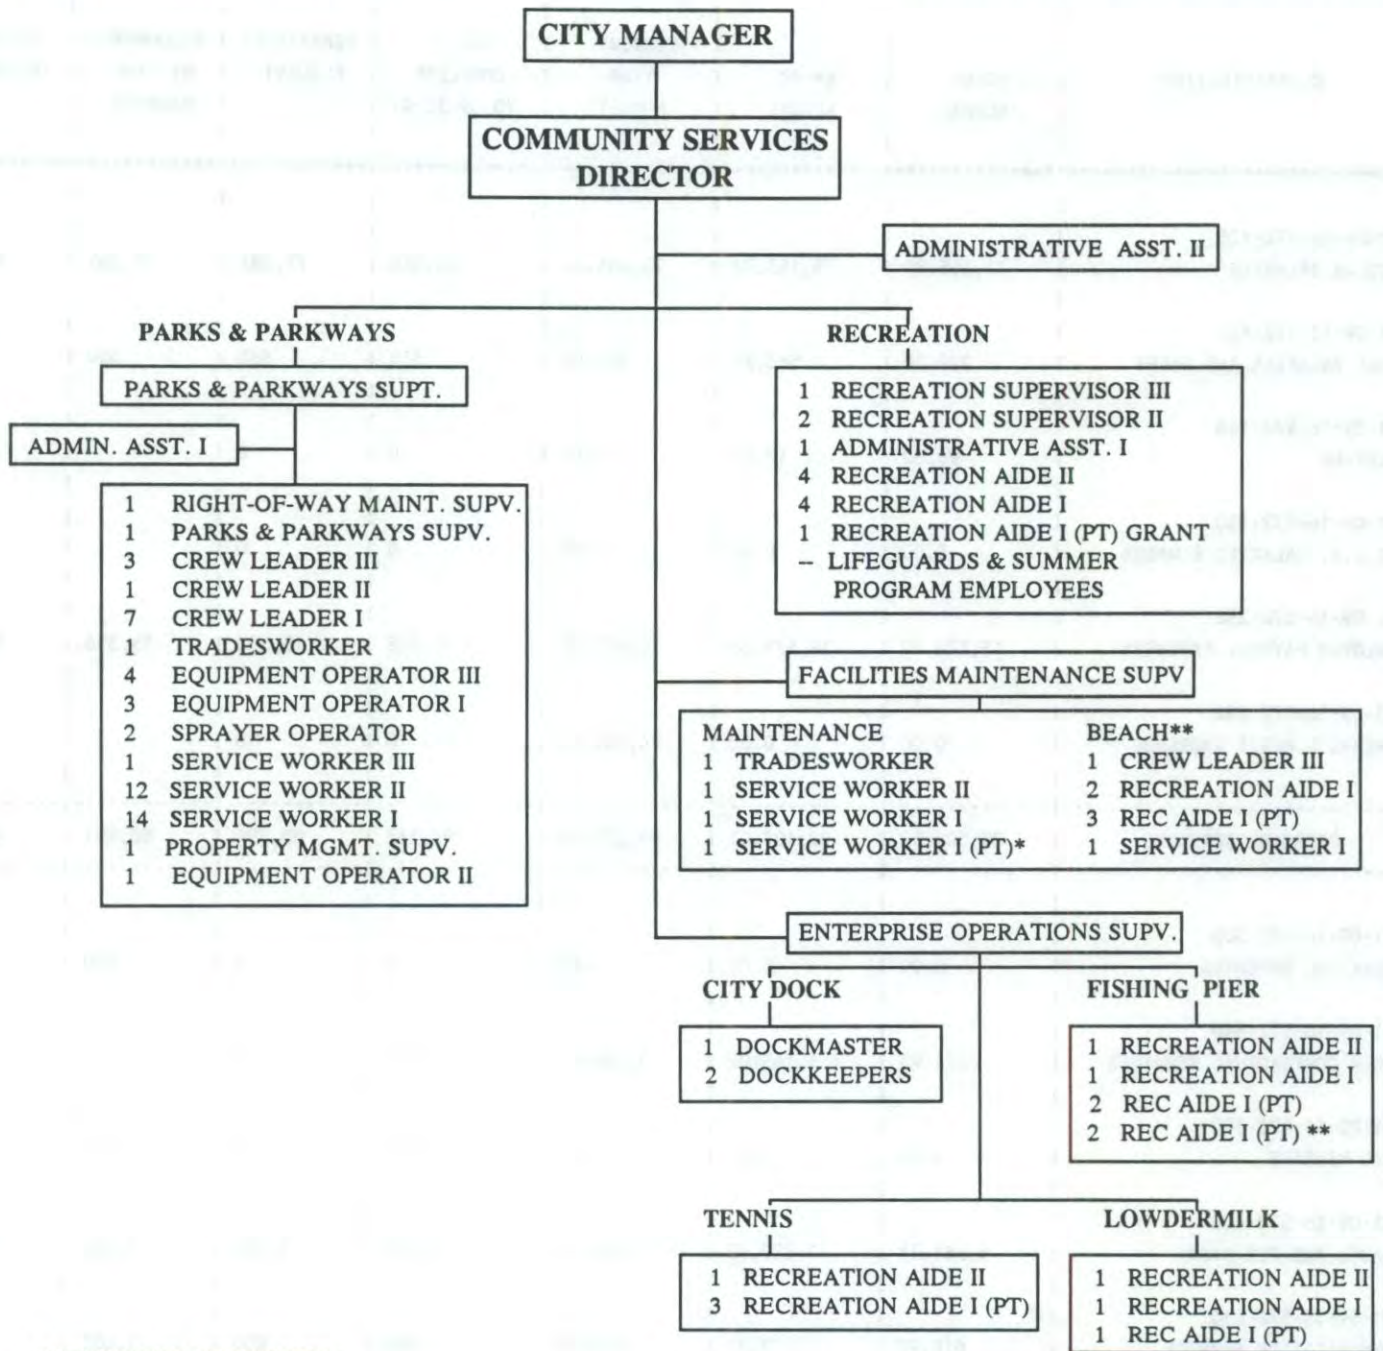 CITY MANAGER
COMMUNITY SERVICES
DIRECTOR
ADMINISTRATIVE ASST. II
PARKS & PARKWAYS
PARKS & PARKWAYS SUPT.
ADMIN. ASST. I
1 RIGHT-OF-WAY MAINT. SUPV.
1 PARKS & PARKWAYS SUPV.
3 CREW LEADER III
1 CREW LEADER II
7 CREW LEADER I
1 TRADESWORKER
4 EQUIPMENT OPERATOR III
3 EQUIPMENT OPERATOR I
2 SPRAYER OPERATOR
1 SERVICE WORKER III
12 SERVICE WORKER II
14 SERVICE WORKER I
1 PROPERTY MGMT. SUPV.
1 EQUIPMENT OPERATOR II
RECREATION
1 RECREATION SUPERVISOR III
2 RECREATION SUPERVISOR II
1 ADMINISTRATIVE ASST. I
4 RECREATION AIDE II
4 RECREATION AIDE I
1 RECREATION AIDE I (PT) GRANT
-- LIFEGUARDS & SUMMER
PROGRAM EMPLOYEES
FACILITIES MAINTENANCE SUPV
MAINTENANCE
1 TRADESWORKER
1 SERVICE WORKER II
1 SERVICE WORKER I
1 SERVICE WORKER I (PT)*
BEACH**
1 CREW LEADER III
2 RECREATION AIDE I
3 REC AIDE I (PT)
1 SERVICE WORKER I
ENTERPRISE OPERATIONS SUPV.
CITY DOCK
1 DOCKMASTER
2 DOCKKEEPERS
FISHING PIER
1 RECREATION AIDE II
1 RECREATION AIDE I
2 REC AIDE I (PT)
2 REC AIDE I (PT) **
TENNIS
1 RECREATION AIDE II
3 RECREATION AIDE I (PT)
LOWDERMILK
1 RECREATION AIDE II
1 RECREATION AIDE I
1 REC AIDE I (PT)